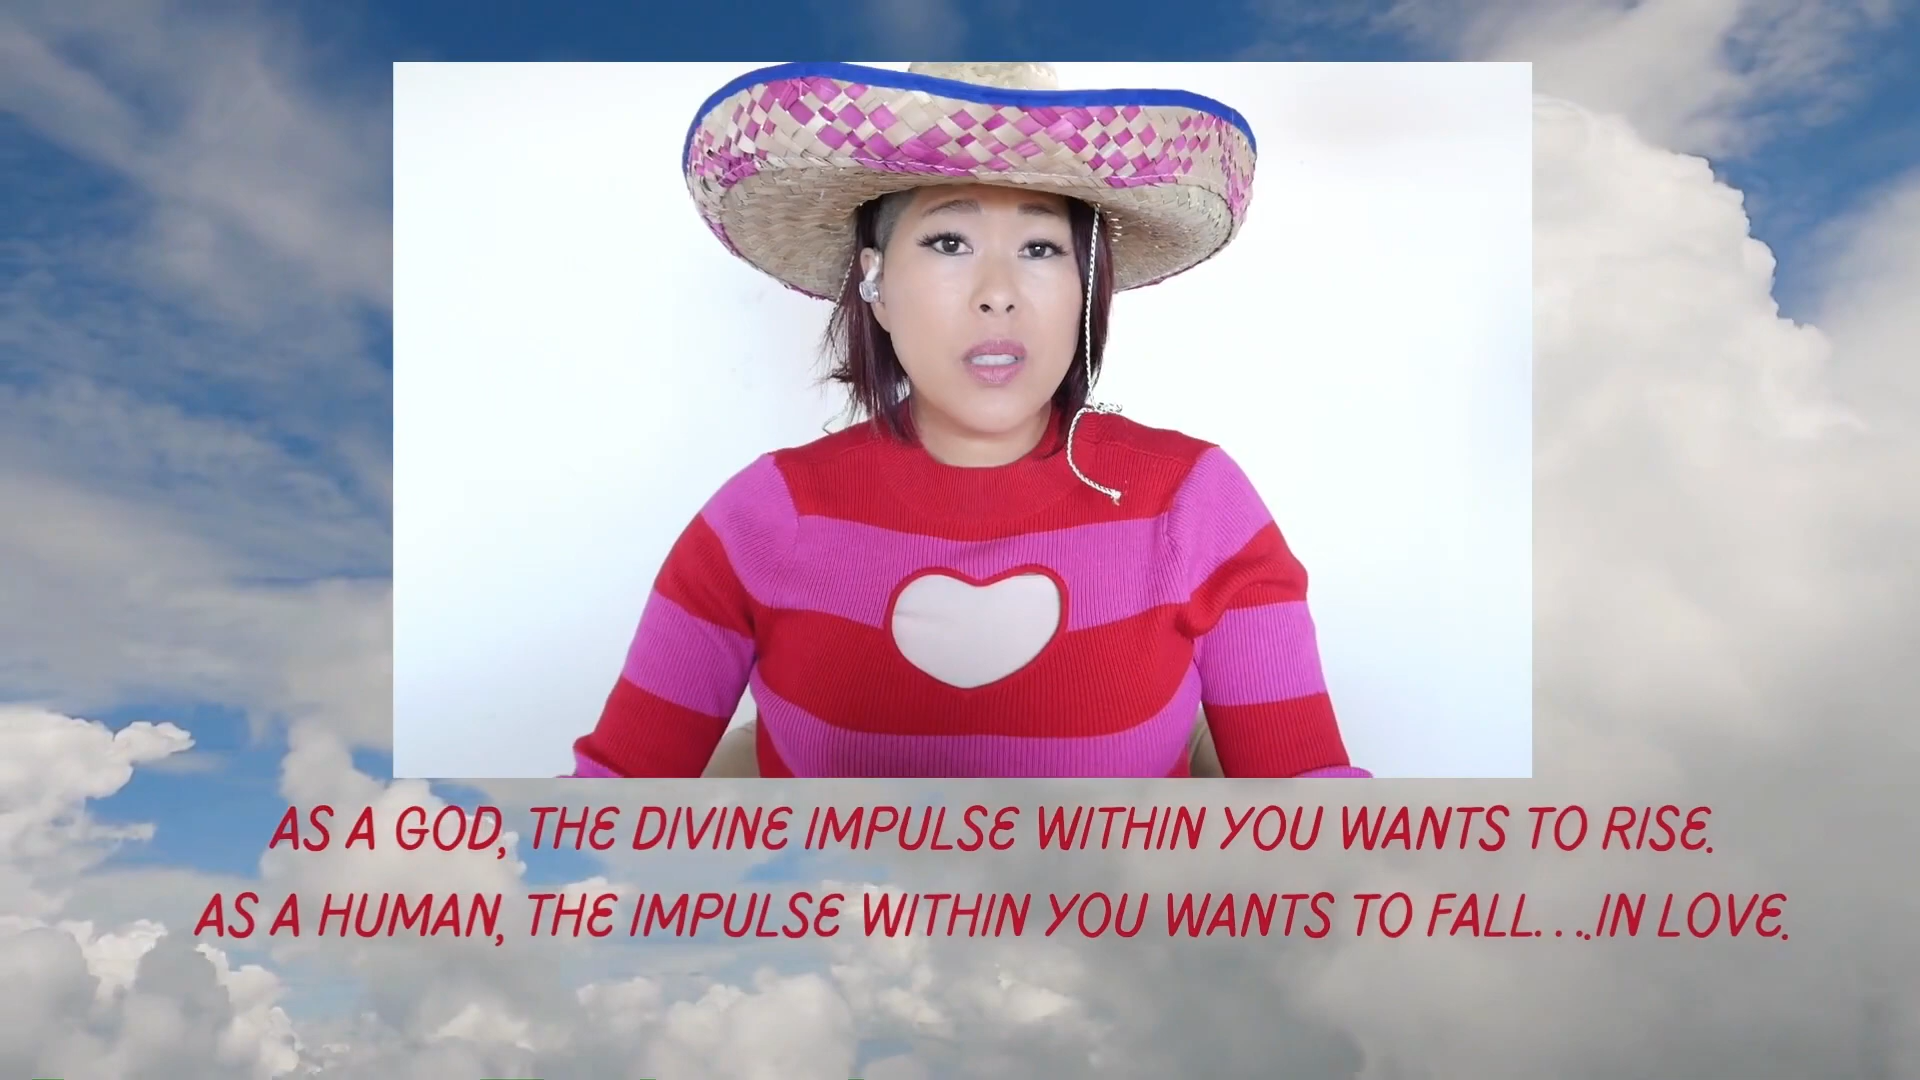 AS A GOD, THE DIVINE IMPULSE WITHIN YOU WANTS TO RISE.
AS A HUMAN, THE IMPULSE WITHIN YOU WANTS TO FALL. . ..IN LOVE.